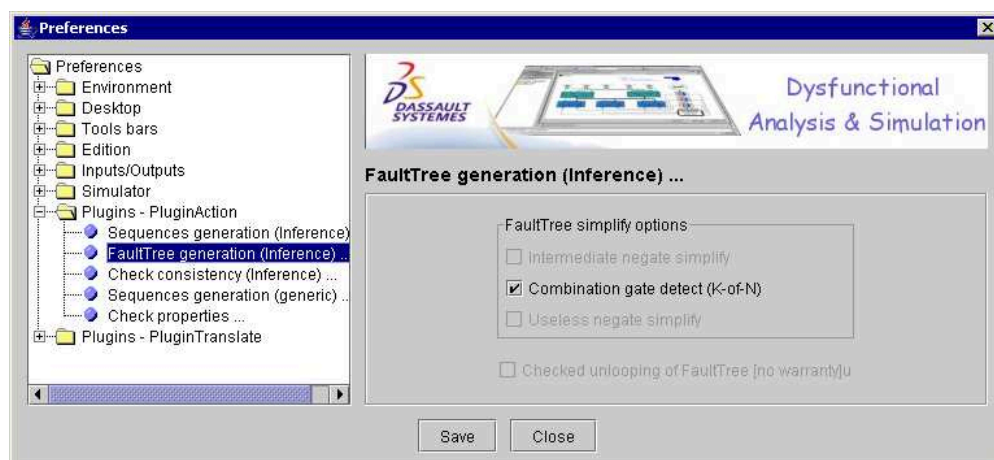 Preferences
Preferences
Environment
Desktop
Tools bars
Edition
Inputs/Outputs
Simulator
Plugins - PluginAction
Sequences generation (Inference)
FaultTree generation (Inference) ..
Check consistency (Inference) ...
Sequences generation (generic) ..
Check properties ...
Plugins - PluginTranslate
DASSAULT
SYSTEMES
Dysfunctional
Analysis & Simulation
FaultTree generation (Inference) ...
FaultTree simplify options
Intermediate negate simplify
Combination gate detect (K-of-N)
Useless negate simplify
Checked unlooping of FaultTree [no warranty]u
Save
Close